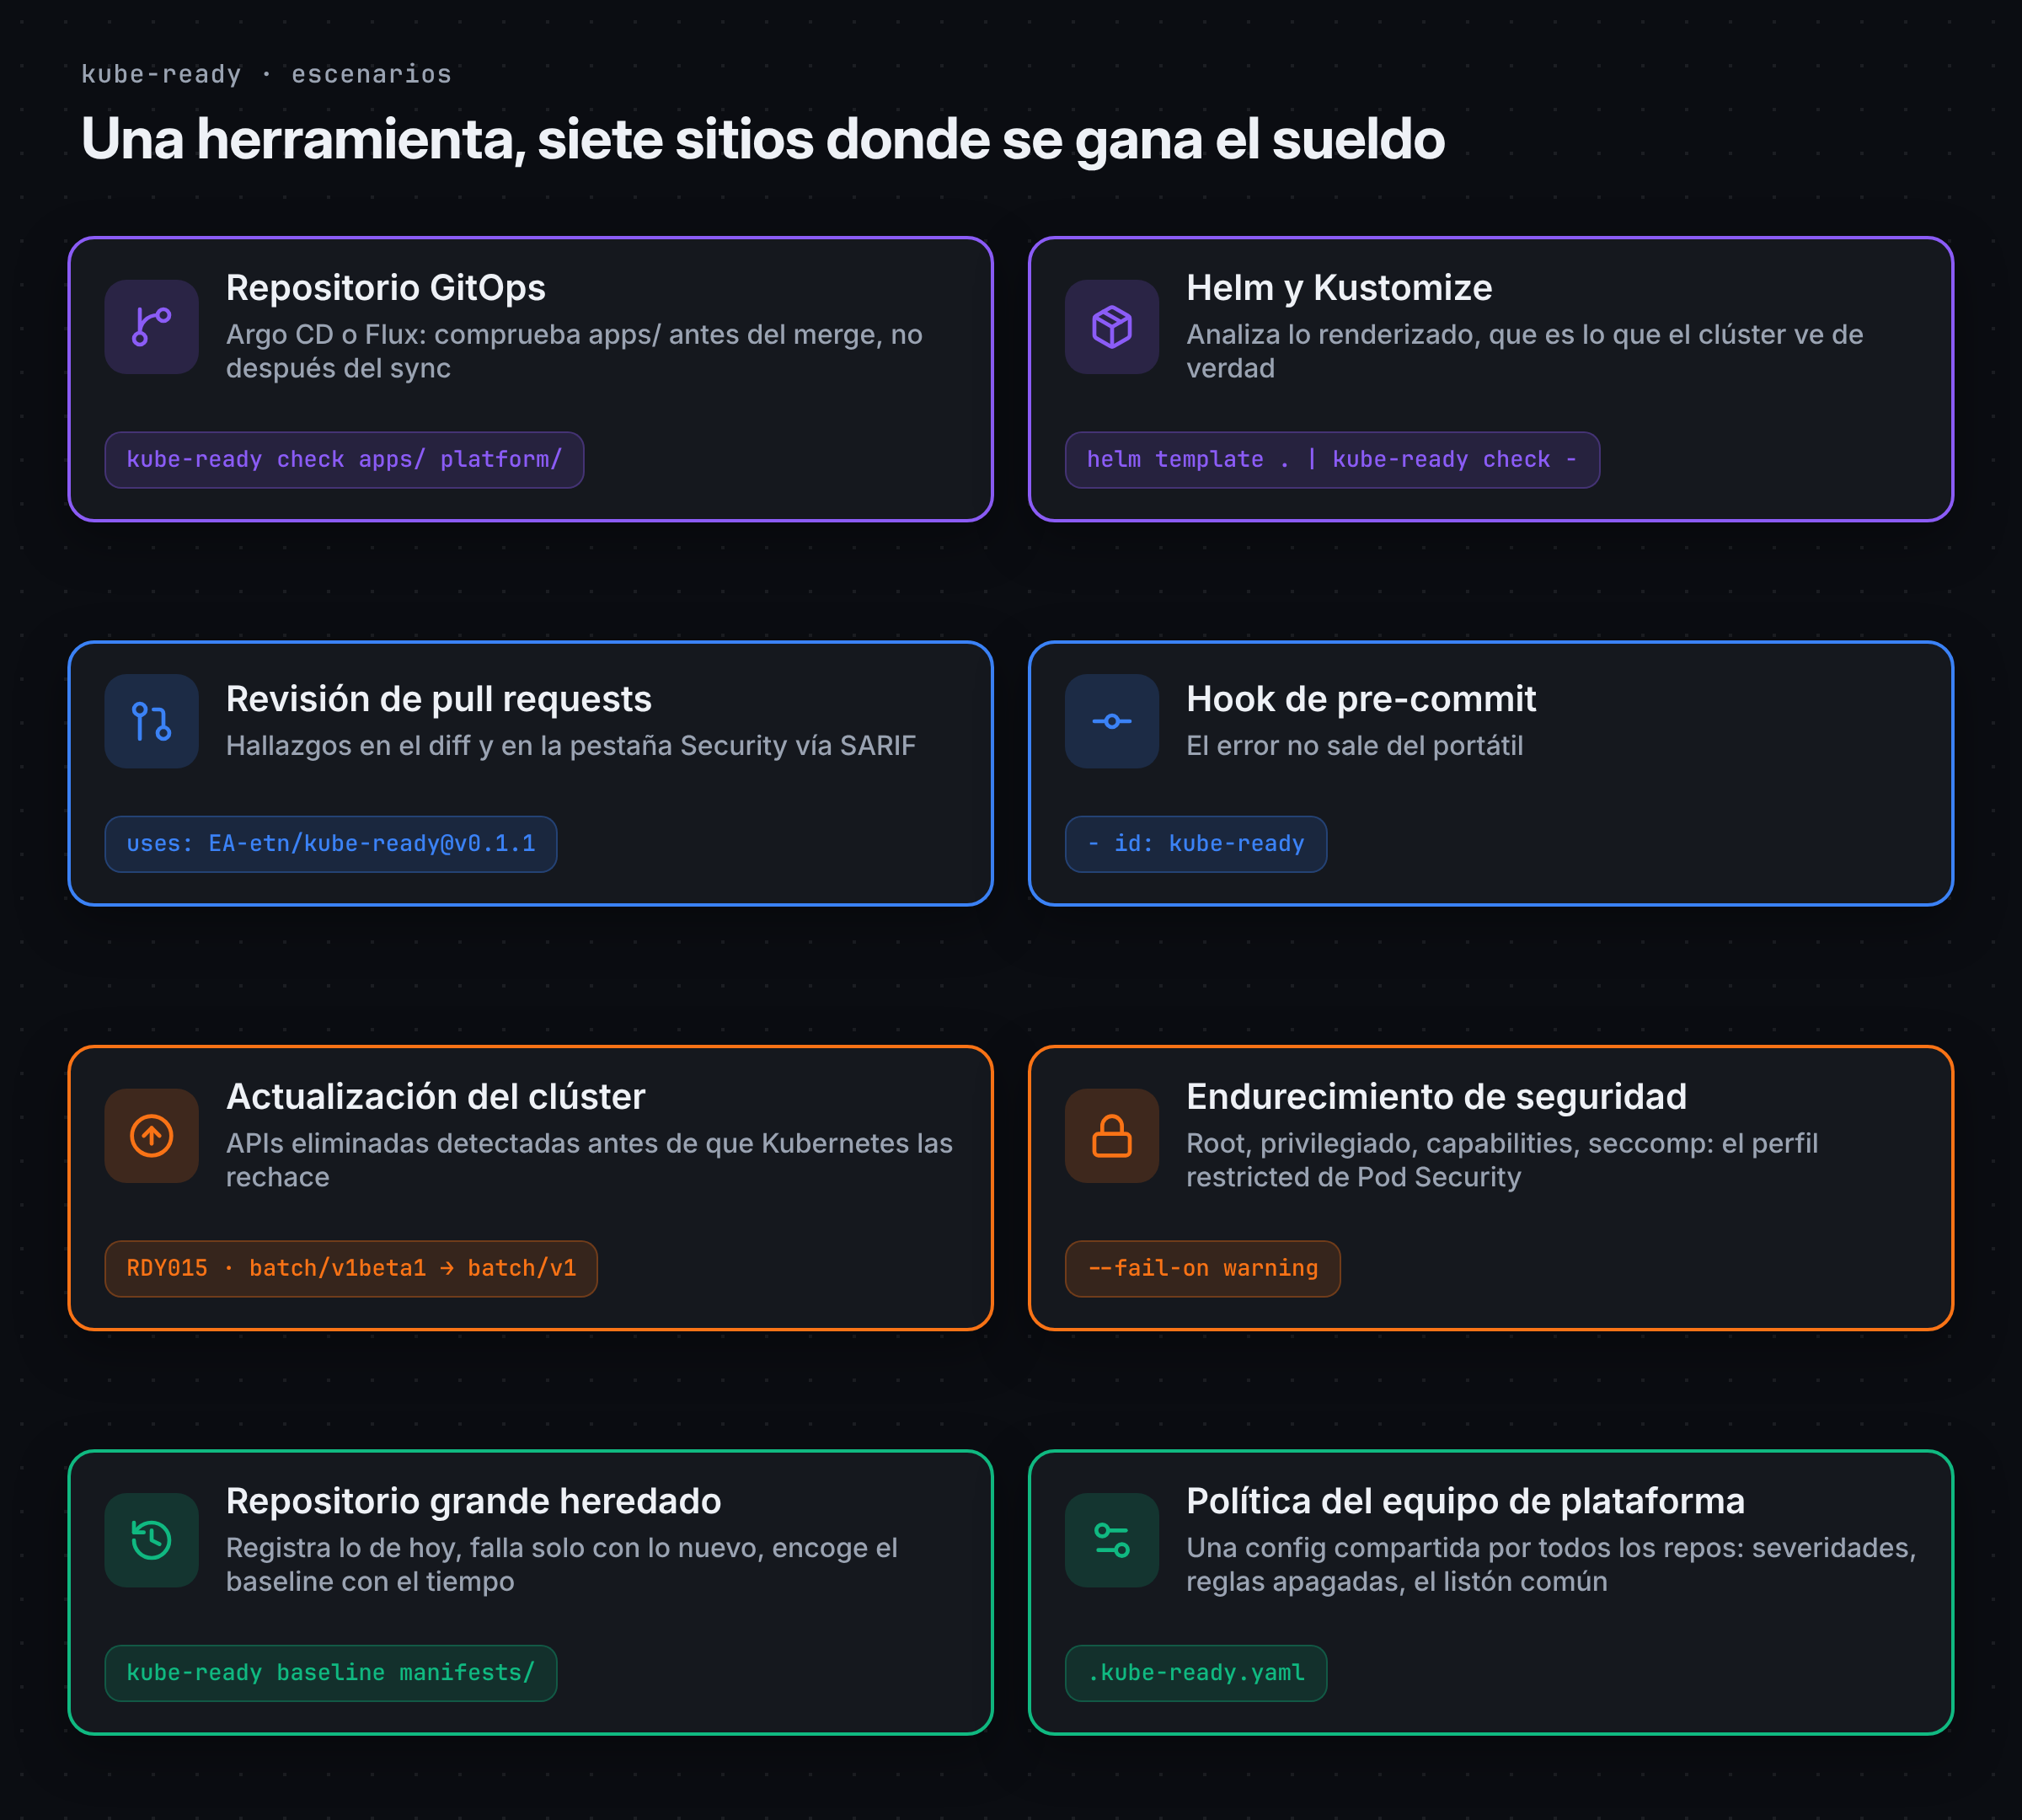 kube-ready · escenarios
Una herramienta, siete sitios donde se gana el sueldo
Repositorio GitOps
Argo CD o Flux: comprueba apps/ antes del merge, no
después del sync
kube-ready check apps/ platform/
Helm y Kustomize
Analiza lo renderizado, que es lo que el clúster ve de
verdad
helm template . | kube-ready check -
Revisión de pull requests
Hallazgos en el diff y en la pestaña Security vía SARIF
uses: EA-etn/kube-ready@v0.1.1
Hook de pre-commit
El error no sale del portátil
- id: kube-ready
Actualización del clúster
APIs eliminadas detectadas antes de que Kubernetes las
rechace
RDY015 · batch/v1beta1 → batch/v1
Endurecimiento de seguridad
Root, privilegiado, capabilities, seccomp: el perfil
restricted de Pod Security
--fail-on warning
Repositorio grande heredado
Registra lo de hoy, falla solo con lo nuevo, encoge el
baseline con el tiempo
kube-ready baseline manifests/
Política del equipo de plataforma
Una config compartida por todos los repos: severidades,
reglas apagadas, el listón común
.kube-ready.yaml